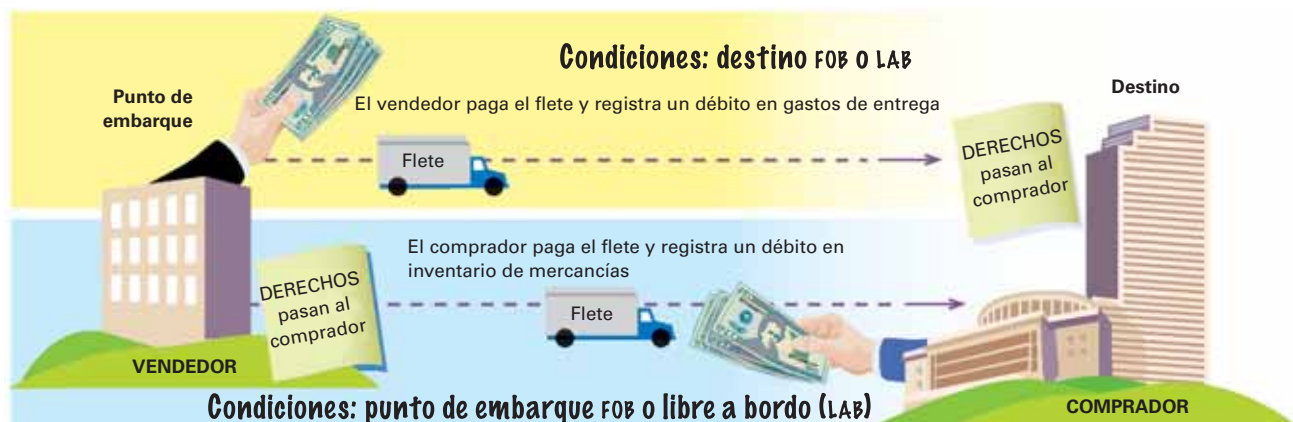 Condiciones: destino FOB O LAB
Punto de
embarque
El vendedor paga el flete y registra un débito en gastos de entrega
Destino
Flete
DERECHOS
pasan al
comprador
El comprador paga el flete y registra un débito en
inventario de mercancías
DERECHOS
pasan al
comprador
Flete
VENDEDOR
Condiciones: punto de embarque FOB o libre a bordo (LAB)
COMPRADOR